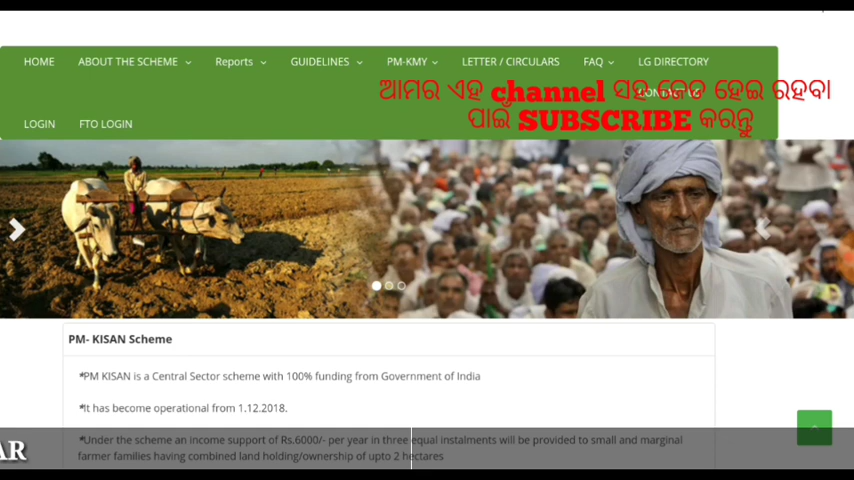 HOME ABOUT THE SCHEME Reports GUIDELINES PM-KMY LETTER / CIRCULARS FAQ LG DIRECTORY
ଆମର ଏହ channel ସହ ଜେଡ ହେଇ ରହବା
ପାଇଁ SUBSCRIBE କରନ୍ତୁ
LOGIN FTO LOGIN
PM- KISAN Scheme
*PM KISAN is a Central Sector scheme with 100% funding from Government of India
*It has become operational from 1.12.2018.
*Under the scheme an income support of Rs.6000/- per year in three equal instalments will be provided to small and marginal
farmer families having combined land holding/ownership of upto 2 hectares
AR